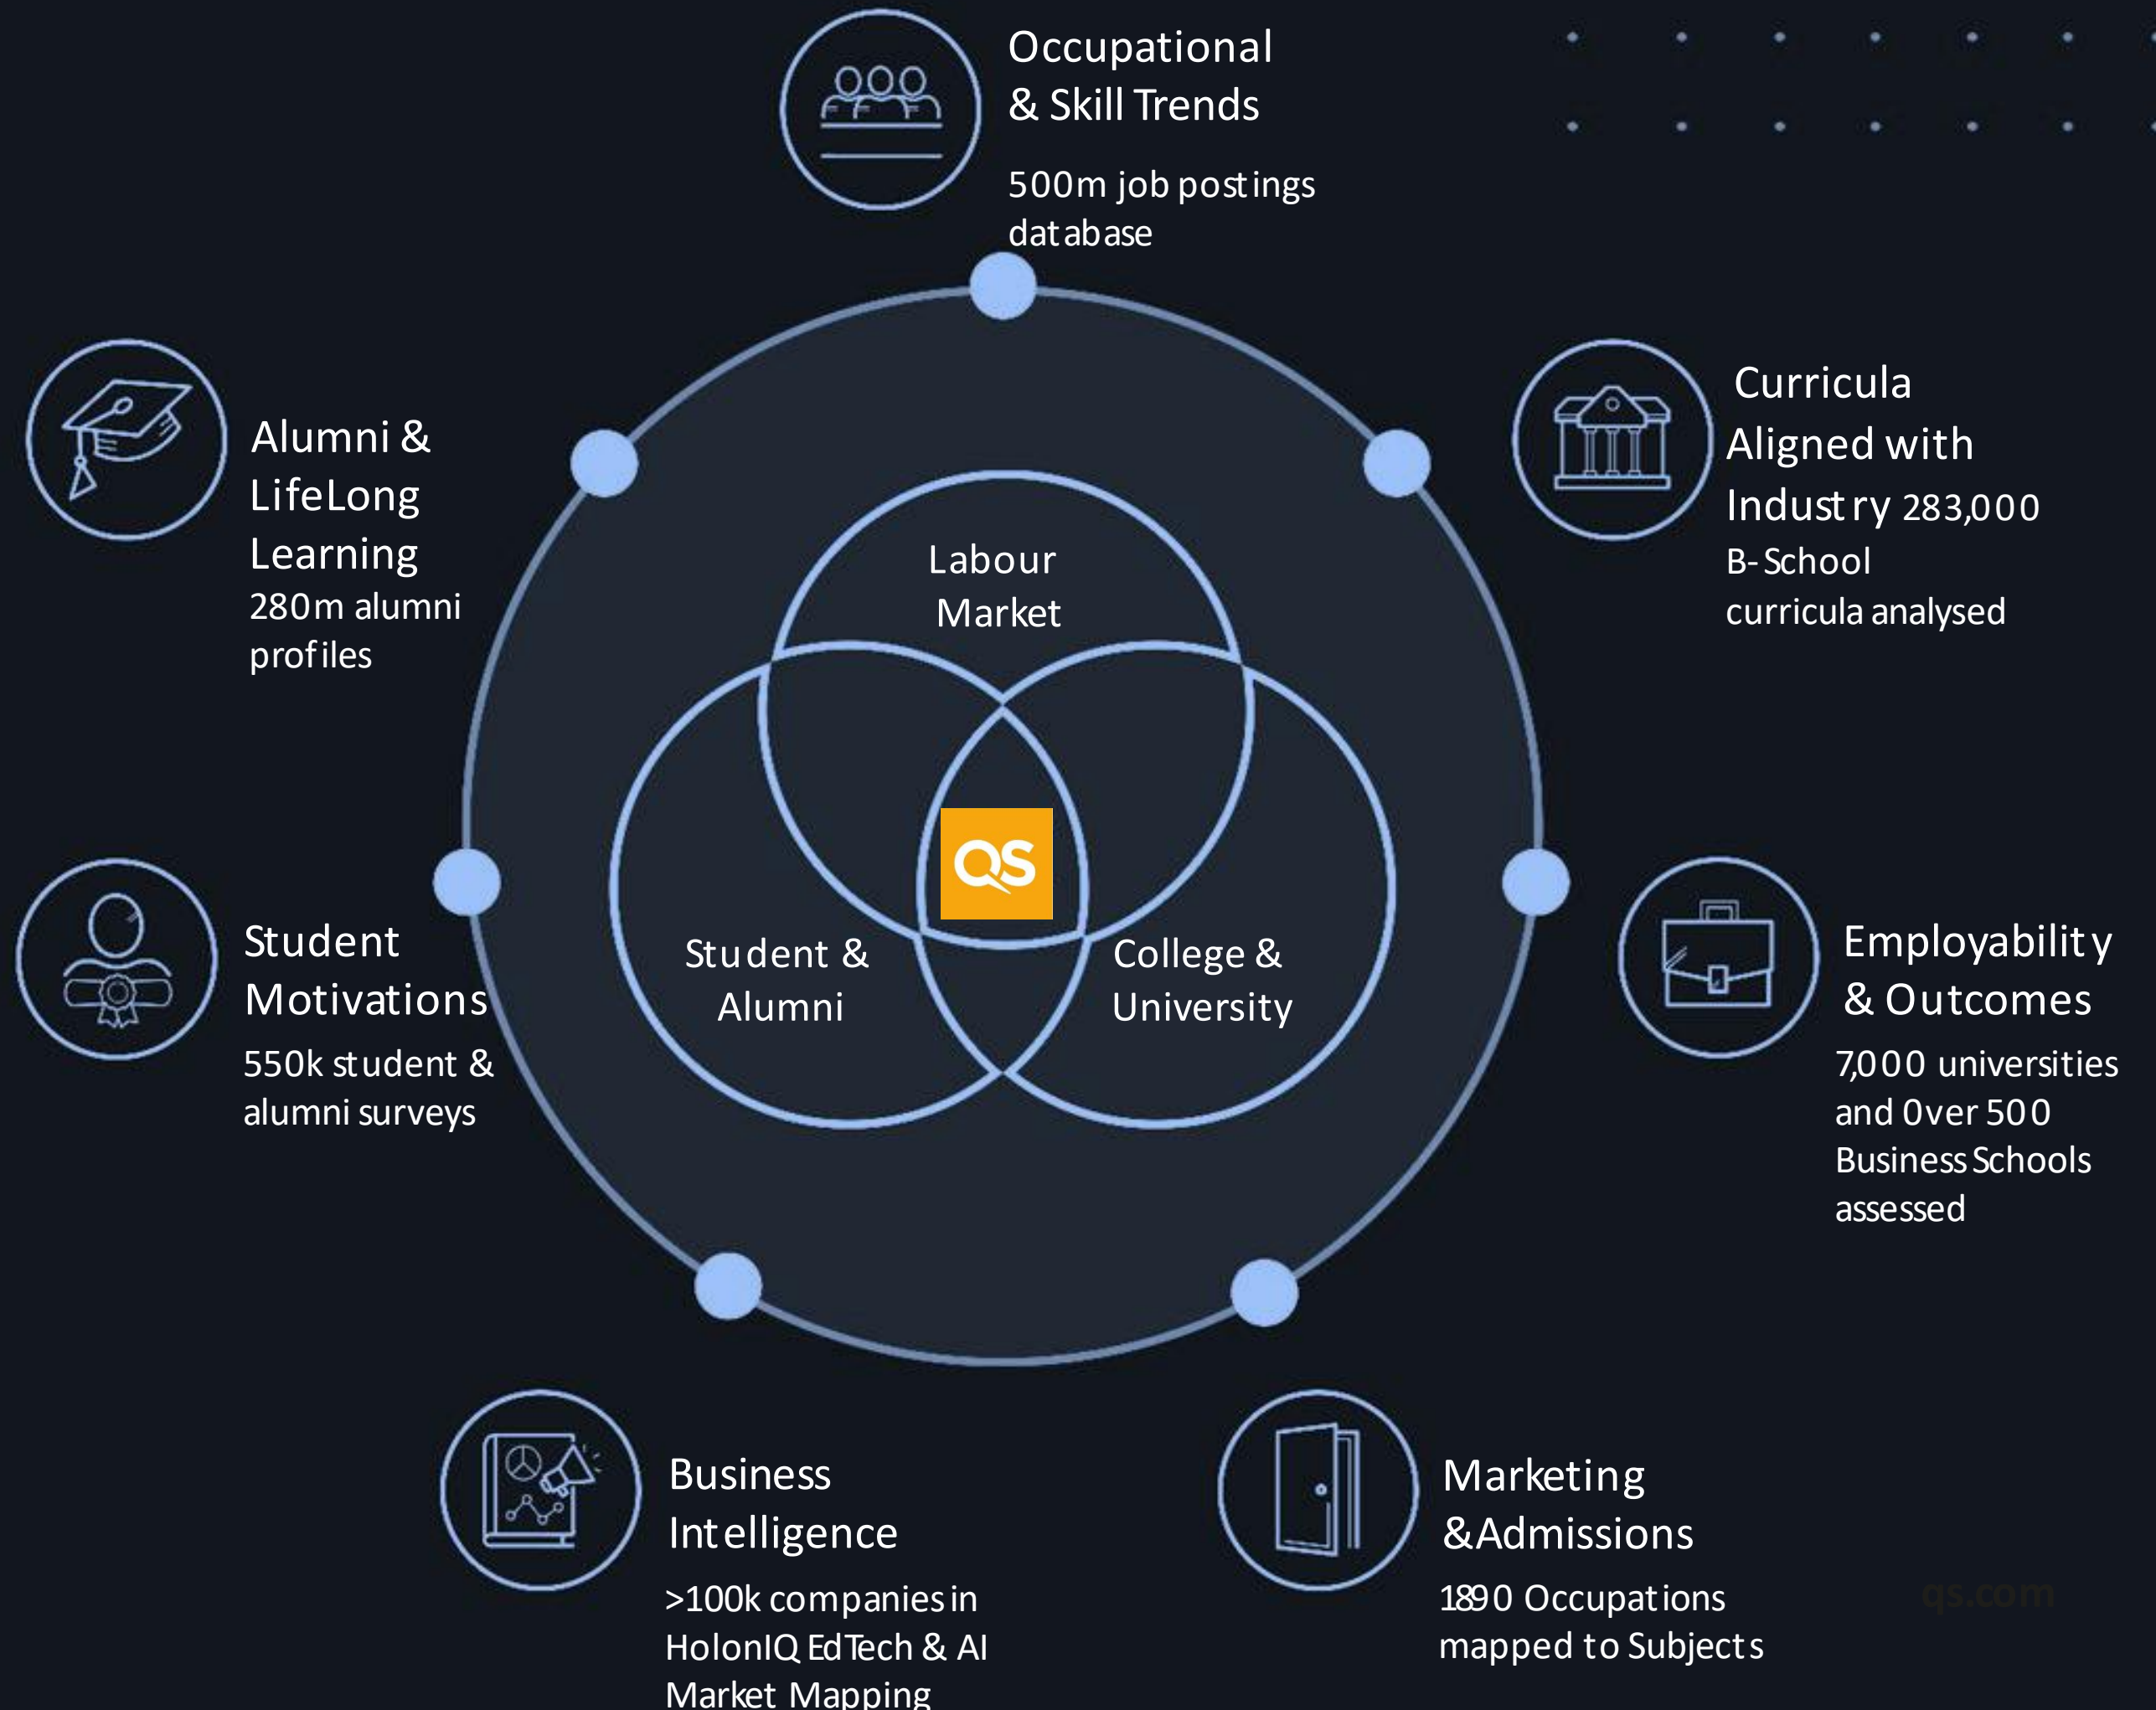 Occupational
& Skill Trends
500m job postings
database
Alumni &
LifeLong
Learning
280m alumni
profiles
Curricula
Aligned with
Industry 283,000
B-School
curricula analysed
Labour
Market
QS
Student &
Alumni
College &
University
Student
Motivations
550k student &
alumni surveys
Employability
& Outcomes
7,000 universities
and Over 500
Business Schools
assessed
Business
Intelligence
>100k companies in
HolonIQ EdTech & AI
Market Mapping
Marketing
&Admissions
1890 Occupations
mapped to Subjects
qs.com